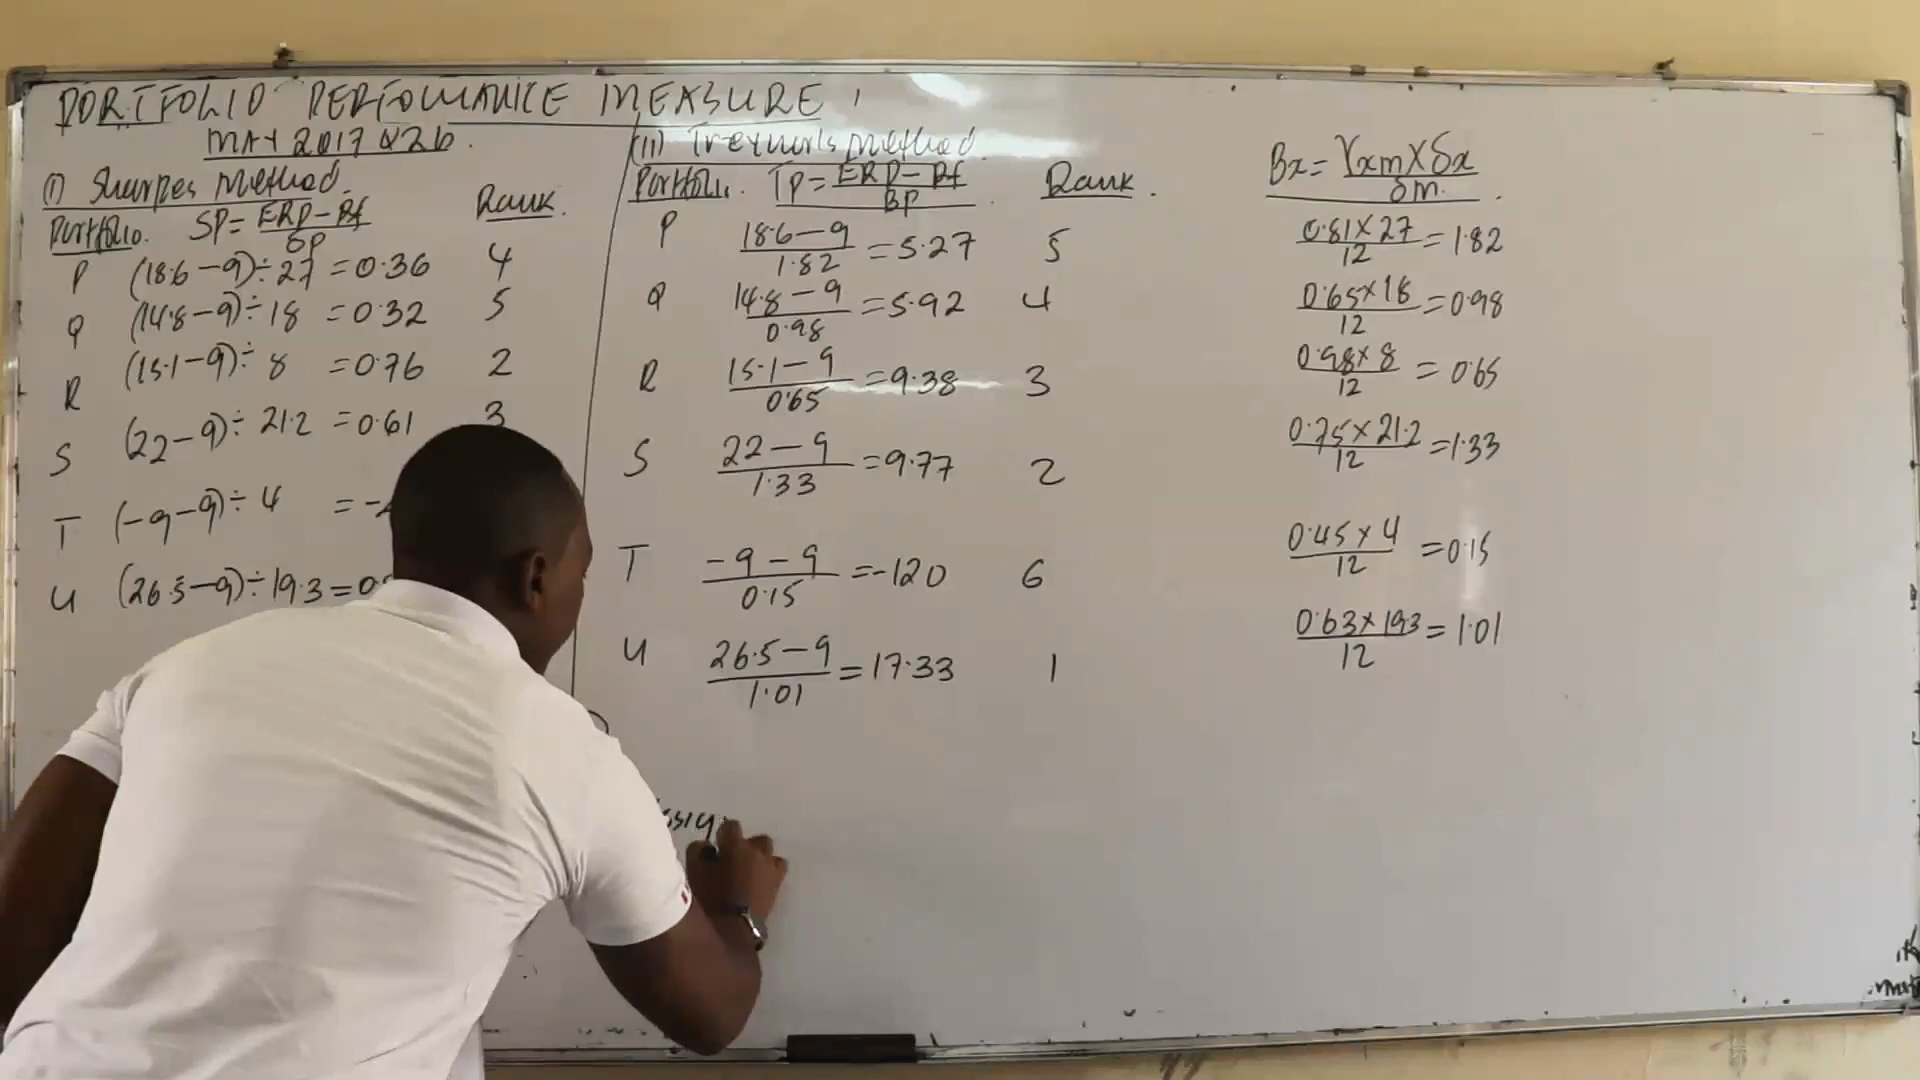 PORTFOLIO PERFOMANCE MEASURE
MAY 2017 Q2b
(i) Sharpes method.
Portfolio. SP = ERP - Rf / δp Rank.
P (18.6 - 9) ÷ 27 = 0.36 4
Q (14.8 - 9) ÷ 18 = 0.32 5
R (15.1 - 9) ÷ 8 = 0.76 2
S (22 - 9) ÷ 21.2 = 0.61 3
T (-9 - 9) ÷ 4 = -
U (26.5 - 9) ÷ 19.3 = 0.
(ii) Treynors method.
Portfolio. TP = ERP - Rf / BP Rank.
P 18.6 - 9 / 1.82 = 5.27 5
Q 14.8 - 9 / 0.98 = 5.92 4
R 15.1 - 9 / 0.65 = 9.38 3
S 22 - 9 / 1.33 = 9.77 2
T -9 - 9 / 0.15 = -120 6
U 26.5 - 9 / 1.01 = 17.33 1
Bx = γxm × δx / δm.
0.81 × 27 / 12 = 1.82
0.65 × 18 / 12 = 0.98
0.98 × 8 / 12 = 0.65
0.75 × 21.2 / 12 = 1.33
0.45 × 4 / 12 = 0.15
0.63 × 193 / 12 = 1.01